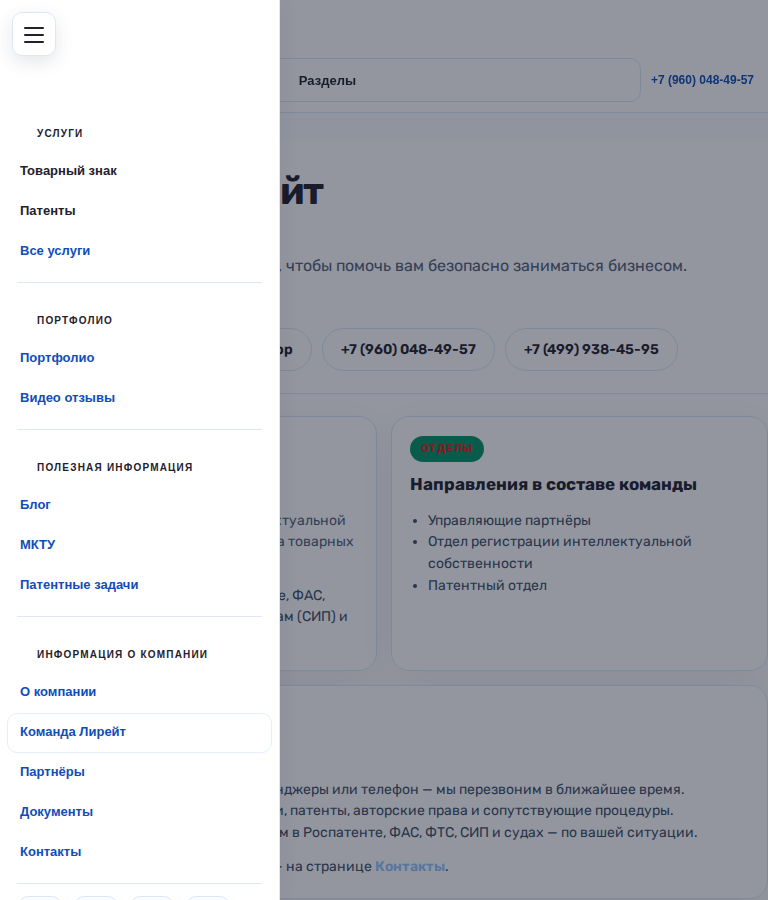 УСЛУГИ
Товарный знак
Патенты
Все услуги
ПОРТФОЛИО
Портфолио
Видео отзывы
ПОЛЕЗНАЯ ИНФОРМАЦИЯ
Блог
МКТУ
Патентные задачи
ИНФОРМАЦИЯ О КОМПАНИИ
О компании
Команда Лирейт
Партнёры
Документы
Контакты
Разделы
+7 (960) 048-49-57
йт
, чтобы помочь вам безопасно заниматься бизнесом.
+7 (960) 048-49-57
+7 (499) 938-45-95
товарных
е, ФАС,
ам (СИП) и
ОТДЕЛЫ
Направления в составе команды
• Управляющие партнёры
• Отдел регистрации интеллектуальной
собственности
• Патентный отдел
нджеры или телефон — мы перезвоним в ближайшее время.
и, патенты, авторские права и сопутствующие процедуры.
м в Роспатенте, ФАС, ФТС, СИП и судах — по вашей ситуации.
- на странице Контакты.